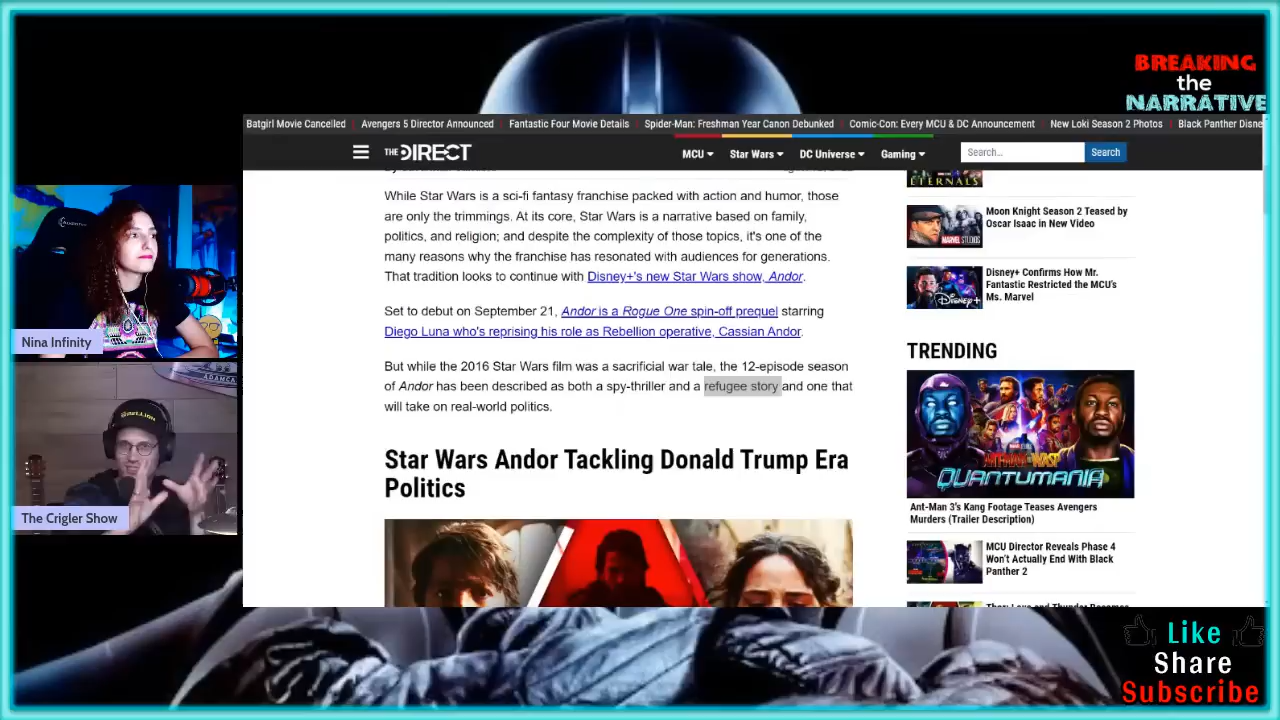 BREAKING
the
NARRATIVE
Batgirl Movie Cancelled
Avengers 5 Director Announced
Fantastic Four Movie Details
Spider-Man: Freshman Year Canon Debunked
Comic-Con: Every MCU & DC Announcement
New Loki Season 2 Photos
Black Panther Disne
THE DIRECT
MCU
Star Wars
DC Universe
Gaming
Search...
Search
While Star Wars is a sci-fi fantasy franchise packed with action and humor, those
are only the trimmings. At its core, Star Wars is a narrative based on family,
politics, and religion; and despite the complexity of those topics, it's one of the
many reasons why the franchise has resonated with audiences for generations.
That tradition looks to continue with Disney+'s new Star Wars show, Andor.
Set to debut on September 21, Andor is a Rogue One spin-off prequel starring
Diego Luna who's reprising his role as Rebellion operative, Cassian Andor.
But while the 2016 Star Wars film was a sacrificial war tale, the 12-episode season
of Andor has been described as both a spy-thriller and a refugee story and one that
will take on real-world politics.
Star Wars Andor Tackling Donald Trump Era
Politics
ETERNALS
Moon Knight Season 2 Teased by
Oscar Isaac in New Video
MARVEL STUDIOS
Disney+ Confirms How Mr.
Fantastic Restricted the MCU's
Ms. Marvel
Disney+
TRENDING
ANT-MAN WASP
QUANTUMANIA
Ant-Man 3's Kang Footage Teases Avengers
Murders (Trailer Description)
MCU Director Reveals Phase 4
Won't Actually End With Black
Panther 2
Nina Infinity
The Crigler Show
Like
Share
Subscribe